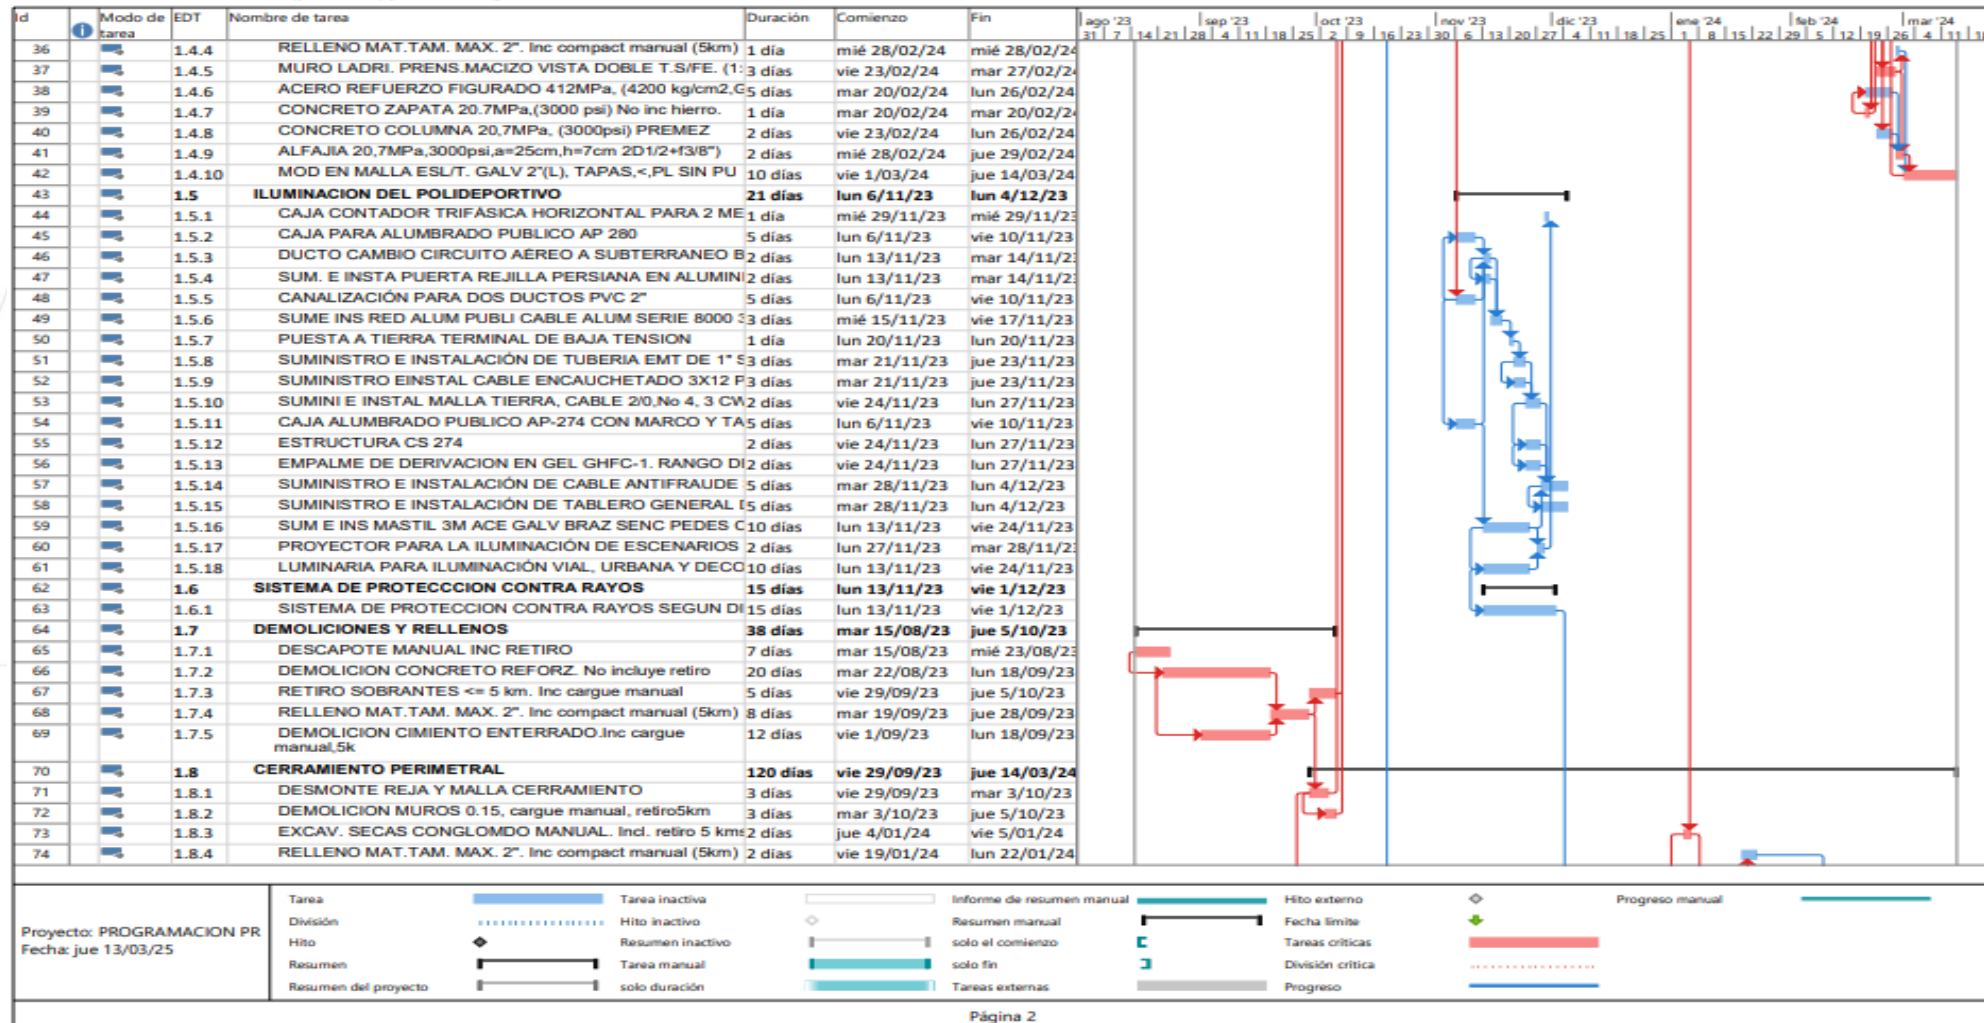 Id Modo de tarea EDT Nombre de tarea Duración Comienzo Fin
ago '23 sep '23 oct '23 nov '23 dic '23 ene '24 feb '24 mar '24
31 7 14 21 28 4 11 18 25 2 9 16 23 30 6 13 20 27 4 11 18 25 1 8 15 22 29 5 12 19 26 4 11
36 1.4.4 RELLENO MAT.TAM. MAX. 2". Inc compact manual (5km) 1 día mié 28/02/24 mié 28/02/24
37 1.4.5 MURO LADRI. PRENS.MACIZO VISTA DOBLE T.S/FE. (1: 3 días vie 23/02/24 mar 27/02/24
38 1.4.6 ACERO REFUERZO FIGURADO 412MPa, (4200 kg/cm2,G 5 días mar 20/02/24 lun 26/02/24
39 1.4.7 CONCRETO ZAPATA 20.7MPa,(3000 psi) No inc hierro. 1 día mar 20/02/24 mar 20/02/24
40 1.4.8 CONCRETO COLUMNA 20,7MPa, (3000psi) PREMEZ 2 días vie 23/02/24 lun 26/02/24
41 1.4.9 ALFAJIA 20,7MPa,3000psi,a=25cm,h=7cm 2D1/2+f3/8") 2 días mié 28/02/24 jue 29/02/24
42 1.4.10 MOD EN MALLA ESL/T. GALV 2"(L), TAPAS,<,PL SIN PU 10 días vie 1/03/24 jue 14/03/24
43 1.5 ILUMINACION DEL POLIDEPORTIVO 21 días lun 6/11/23 lun 4/12/23
44 1.5.1 CAJA CONTADOR TRIFÁSICA HORIZONTAL PARA 2 ME 1 día mié 29/11/23 mié 29/11/23
45 1.5.2 CAJA PARA ALUMBRADO PUBLICO AP 280 5 días lun 6/11/23 vie 10/11/23
46 1.5.3 DUCTO CAMBIO CIRCUITO AÉREO A SUBTERRANEO B 2 días lun 13/11/23 mar 14/11/23
47 1.5.4 SUM. E INSTA PUERTA REJILLA PERSIANA EN ALUMINI 2 días lun 13/11/23 mar 14/11/23
48 1.5.5 CANALIZACIÓN PARA DOS DUCTOS PVC 2" 5 días lun 6/11/23 vie 10/11/23
49 1.5.6 SUME INS RED ALUM PUBLI CABLE ALUM SERIE 8000 3 3 días mié 15/11/23 vie 17/11/23
50 1.5.7 PUESTA A TIERRA TERMINAL DE BAJA TENSION 1 día lun 20/11/23 lun 20/11/23
51 1.5.8 SUMINISTRO E INSTALACIÓN DE TUBERIA EMT DE 1" S 3 días mar 21/11/23 jue 23/11/23
52 1.5.9 SUMINISTRO EINSTAL CABLE ENCAUCHETADO 3X12 P 3 días mar 21/11/23 jue 23/11/23
53 1.5.10 SUMINI E INSTAL MALLA TIERRA, CABLE 2/0,No 4, 3 CW 2 días vie 24/11/23 lun 27/11/23
54 1.5.11 CAJA ALUMBRADO PUBLICO AP-274 CON MARCO Y TA 5 días lun 6/11/23 vie 10/11/23
55 1.5.12 ESTRUCTURA CS 274 2 días vie 24/11/23 lun 27/11/23
56 1.5.13 EMPALME DE DERIVACION EN GEL GHFC-1. RANGO DI 2 días vie 24/11/23 lun 27/11/23
57 1.5.14 SUMINISTRO E INSTALACIÓN DE CABLE ANTIFRAUDE 5 días mar 28/11/23 lun 4/12/23
58 1.5.15 SUMINISTRO E INSTALACIÓN DE TABLERO GENERAL 5 días mar 28/11/23 lun 4/12/23
59 1.5.16 SUM E INS MASTIL 3M ACE GALV BRAZ SENC PEDES C 10 días lun 13/11/23 vie 24/11/23
60 1.5.17 PROYECTOR PARA LA ILUMINACIÓN DE ESCENARIOS 2 días lun 27/11/23 mar 28/11/23
61 1.5.18 LUMINARIA PARA ILUMINACIÓN VIAL, URBANA Y DECO 10 días lun 13/11/23 vie 24/11/23
62 1.6 SISTEMA DE PROTECCCION CONTRA RAYOS 15 días lun 13/11/23 vie 1/12/23
63 1.6.1 SISTEMA DE PROTECCION CONTRA RAYOS SEGUN DI 15 días lun 13/11/23 vie 1/12/23
64 1.7 DEMOLICIONES Y RELLENOS 38 días mar 15/08/23 jue 5/10/23
65 1.7.1 DESCAPOTE MANUAL INC RETIRO 7 días mar 15/08/23 mié 23/08/23
66 1.7.2 DEMOLICION CONCRETO REFORZ. No incluye retiro 20 días mar 22/08/23 lun 18/09/23
67 1.7.3 RETIRO SOBRANTES <= 5 km. Inc cargue manual 5 días vie 29/09/23 jue 5/10/23
68 1.7.4 RELLENO MAT.TAM. MAX. 2". Inc compact manual (5km) 8 días mar 19/09/23 jue 28/09/23
69 1.7.5 DEMOLICION CIMIENTO ENTERRADO.Inc cargue manual,5k 12 días vie 1/09/23 lun 18/09/23
70 1.8 CERRAMIENTO PERIMETRAL 120 días vie 29/09/23 jue 14/03/24
71 1.8.1 DESMONTE REJA Y MALLA CERRAMIENTO 3 días vie 29/09/23 mar 3/10/23
72 1.8.2 DEMOLICION MUROS 0.15, cargue manual, retiro5km 3 días mar 3/10/23 jue 5/10/23
73 1.8.3 EXCAV. SECAS CONGLOMDO MANUAL. Incl. retiro 5 kms 2 días jue 4/01/24 vie 5/01/24
74 1.8.4 RELLENO MAT.TAM. MAX. 2". Inc compact manual (5km) 2 días vie 19/01/24 lun 22/01/24
Proyecto: PROGRAMACION PR
Fecha: jue 13/03/25
Tarea Tarea inactiva Informe de resumen manual Hito externo Progreso manual
División Hito inactivo Resumen manual Fecha límite
Hito Resumen inactivo solo el comienzo Tareas críticas
Resumen Tarea manual solo fin División crítica
Resumen del proyecto solo duración Tareas externas Progreso
Página 2